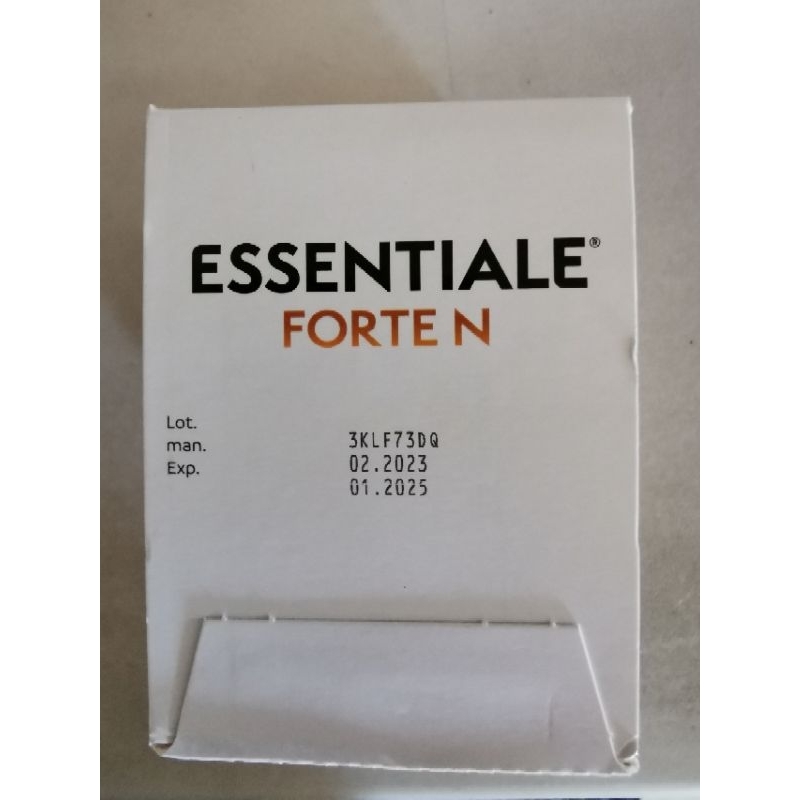 ESSENTIALE®
FORTE N
Lot.
man.
Exp.
3KLF73DQ
02.2023
01.2025